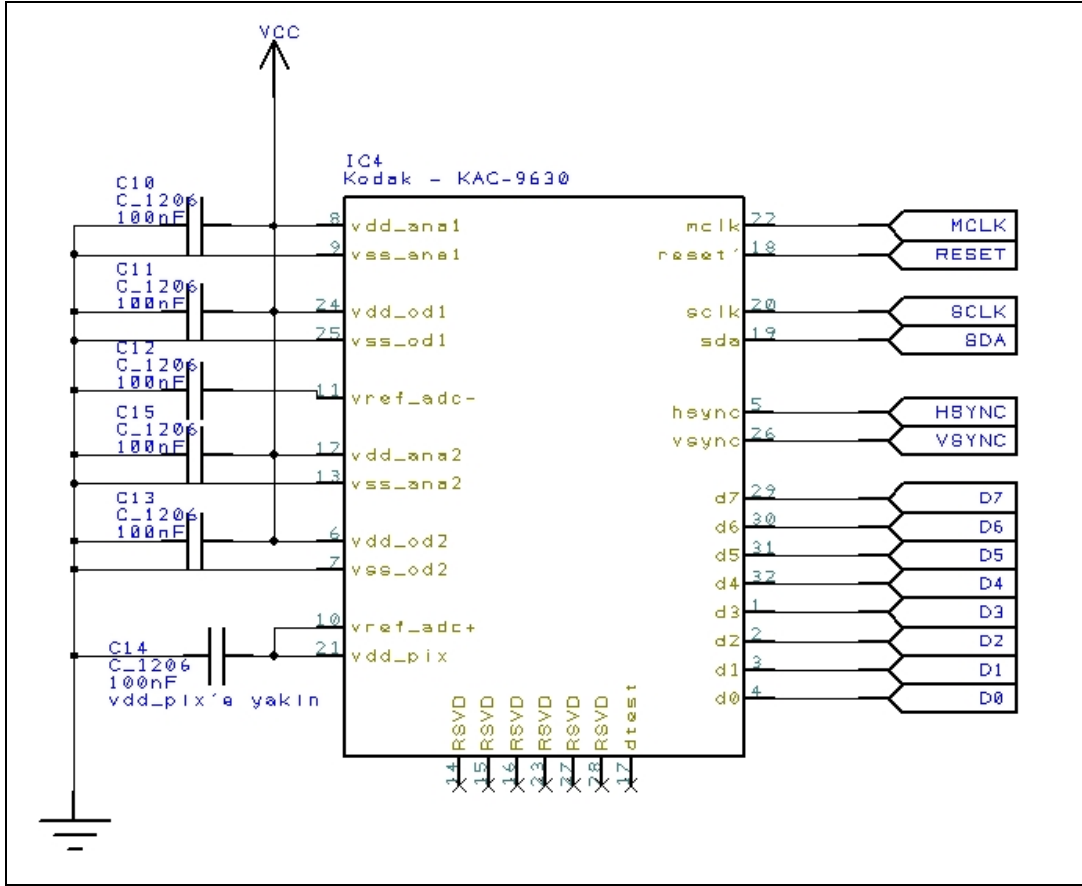 VCC
IC4
Kodak - KAC-9630
C10
C_1206
100nF
C11
C_1206
100nF
C12
C_1206
100nF
C15
C_1206
100nF
C13
C_1206
100nF
C14
C_1206
100nF
vdd_pix'e yakin
8 vdd_ana1
9 vss_ana1
24 vdd_od1
25 vss_od1
11 vref_adc-
12 vdd_ana2
13 vss_ana2
6 vdd_od2
7 vss_od2
10 vref_adc+
21 vdd_pix
mclk 22 MCLK
reset' 18 RESET
sclk 20 SCLK
sda 19 SDA
hsync 5 HSYNC
vsync 26 VSYNC
d7 29 D7
d6 30 D6
d5 31 D5
d4 32 D4
d3 1 D3
d2 2 D2
d1 3 D1
d0 4 D0
RSVD 14
RSVD 15
RSVD 16
RSVD 23
RSVD 27
RSVD 28
dtest 17